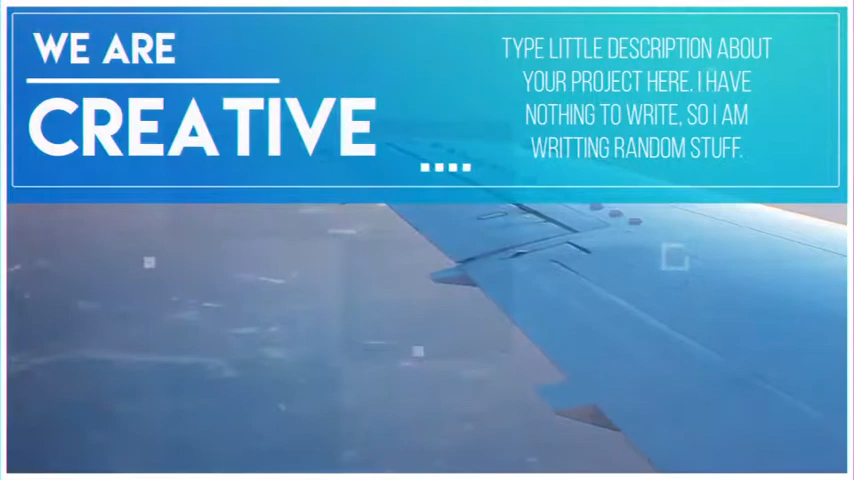 WE ARE
CREATIVE
TYPE LITTLE DESCRIPTION ABOUT
YOUR PROJECT HERE. I HAVE
NOTHING TO WRITE, SO I AM
WRITTING RANDOM STUFF.